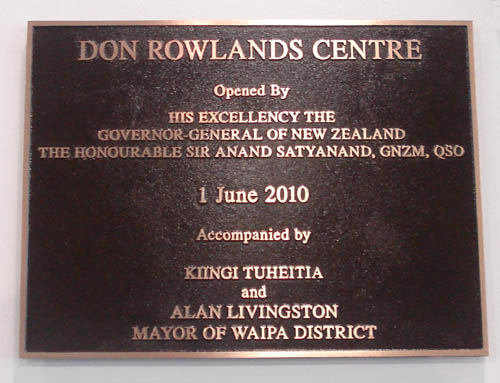 DON ROWLANDS CENTRE
Opened By
HIS EXCELLENCY THE
GOVERNOR-GENERAL OF NEW ZEALAND
THE HONOURABLE SIR ANAND SATYANAND, GNZM, QSO
1 June 2010
Accompanied by
KIINGI TUHEITIA
and
ALAN LIVINGSTON
MAYOR OF WAIPA DISTRICT